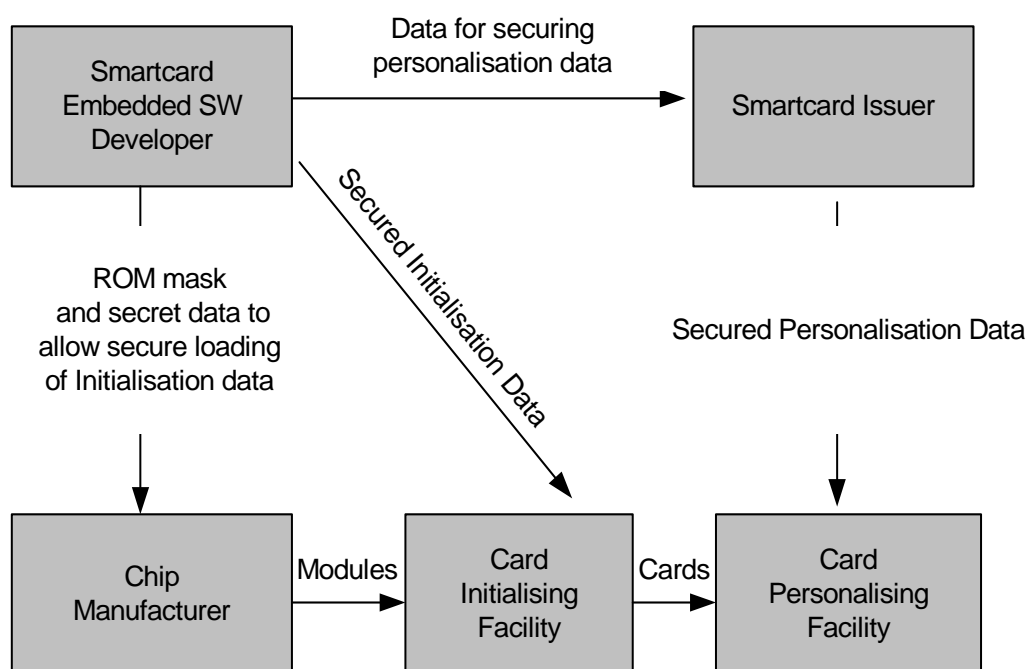 Smartcard
Embedded SW
Developer
Data for securing
personalisation data
Smartcard Issuer
Secured Initialisation Data
ROM mask
and secret data to
allow secure loading
of Initialisation data
Secured Personalisation Data
Chip
Manufacturer
Modules
Card
Initialising
Facility
Cards
Card
Personalising
Facility